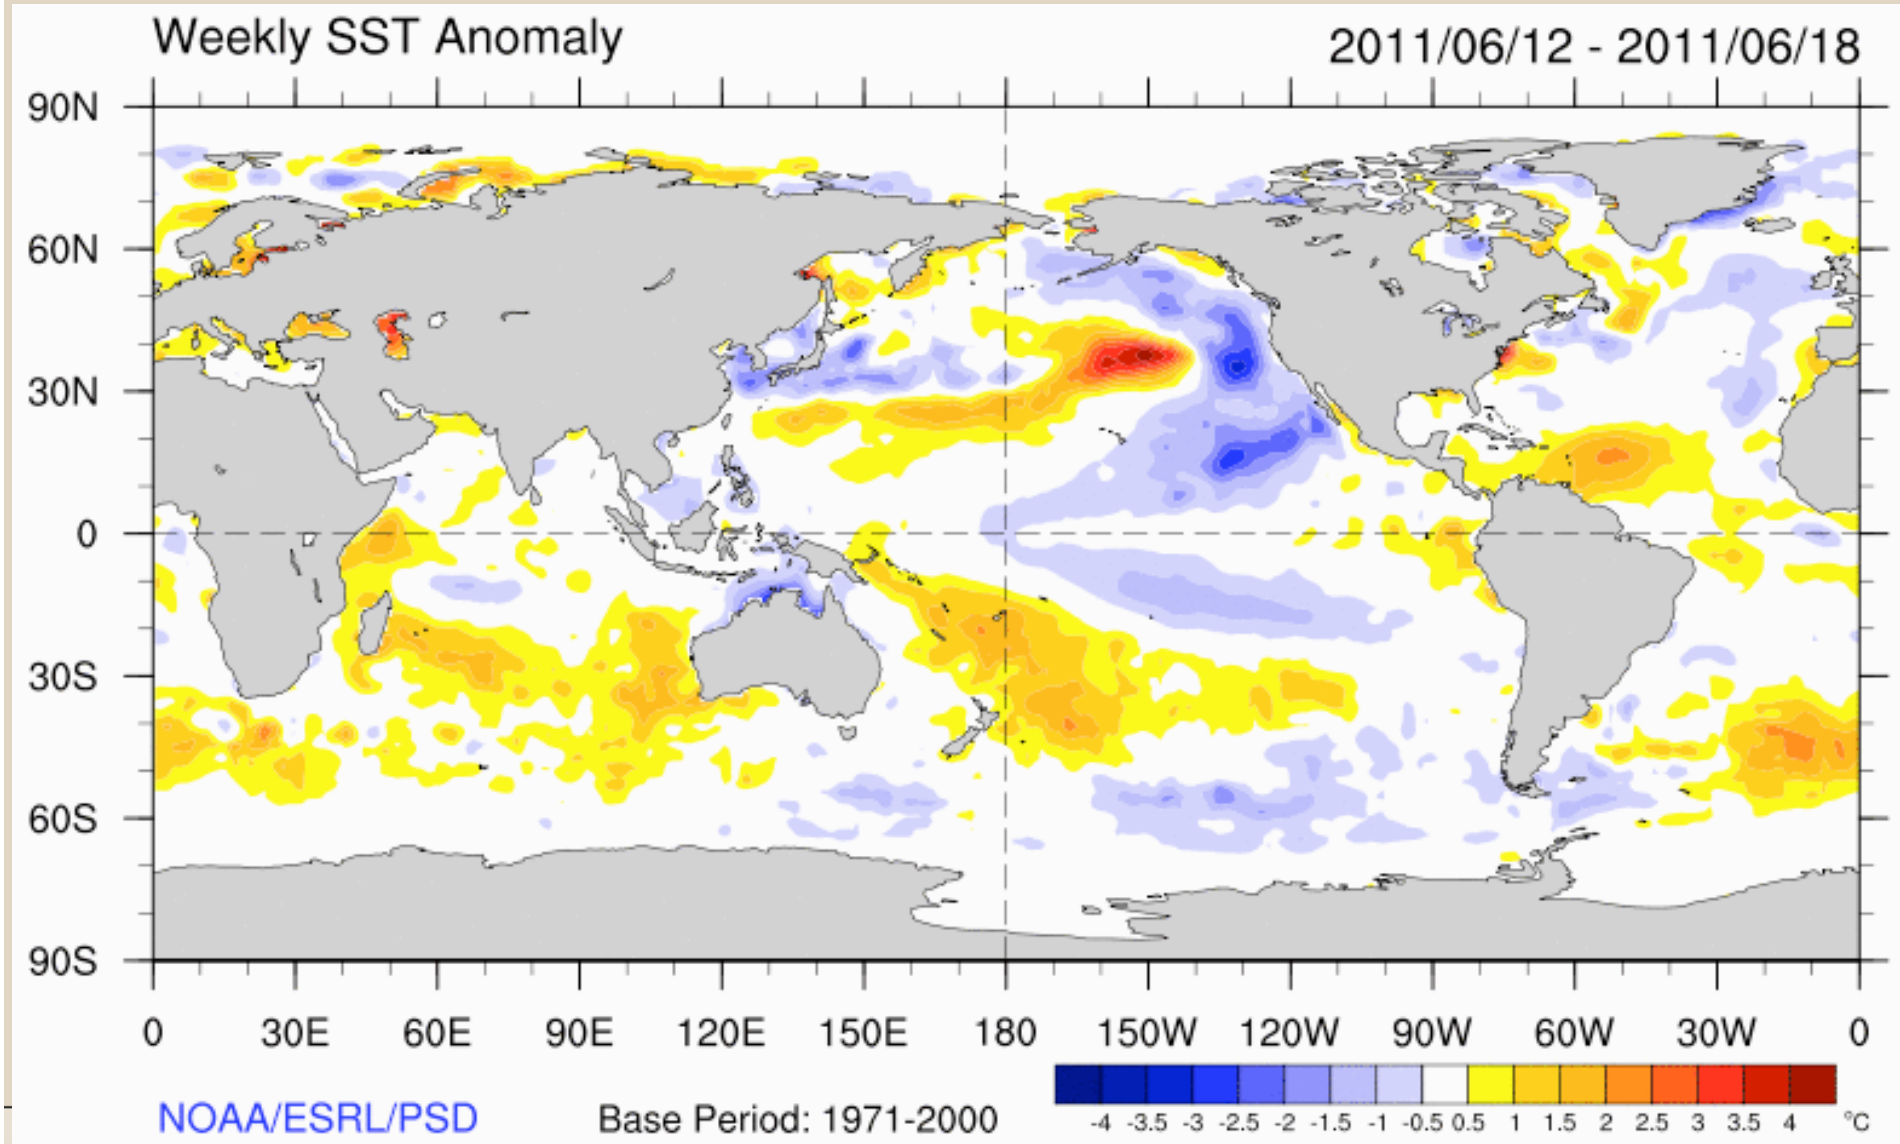 Weekly SST Anomaly
2011/06/12 - 2011/06/18
90N
60N
30N
0
30S
60S
90S
0 30E 60E 90E 120E 150E 180 150W 120W 90W 60W 30W 0
-4 -3.5 -3 -2.5 -2 -1.5 -1 -0.5 0.5 1 1.5 2 2.5 3 3.5 4 °C
NOAA/ESRL/PSD
Base Period: 1971-2000